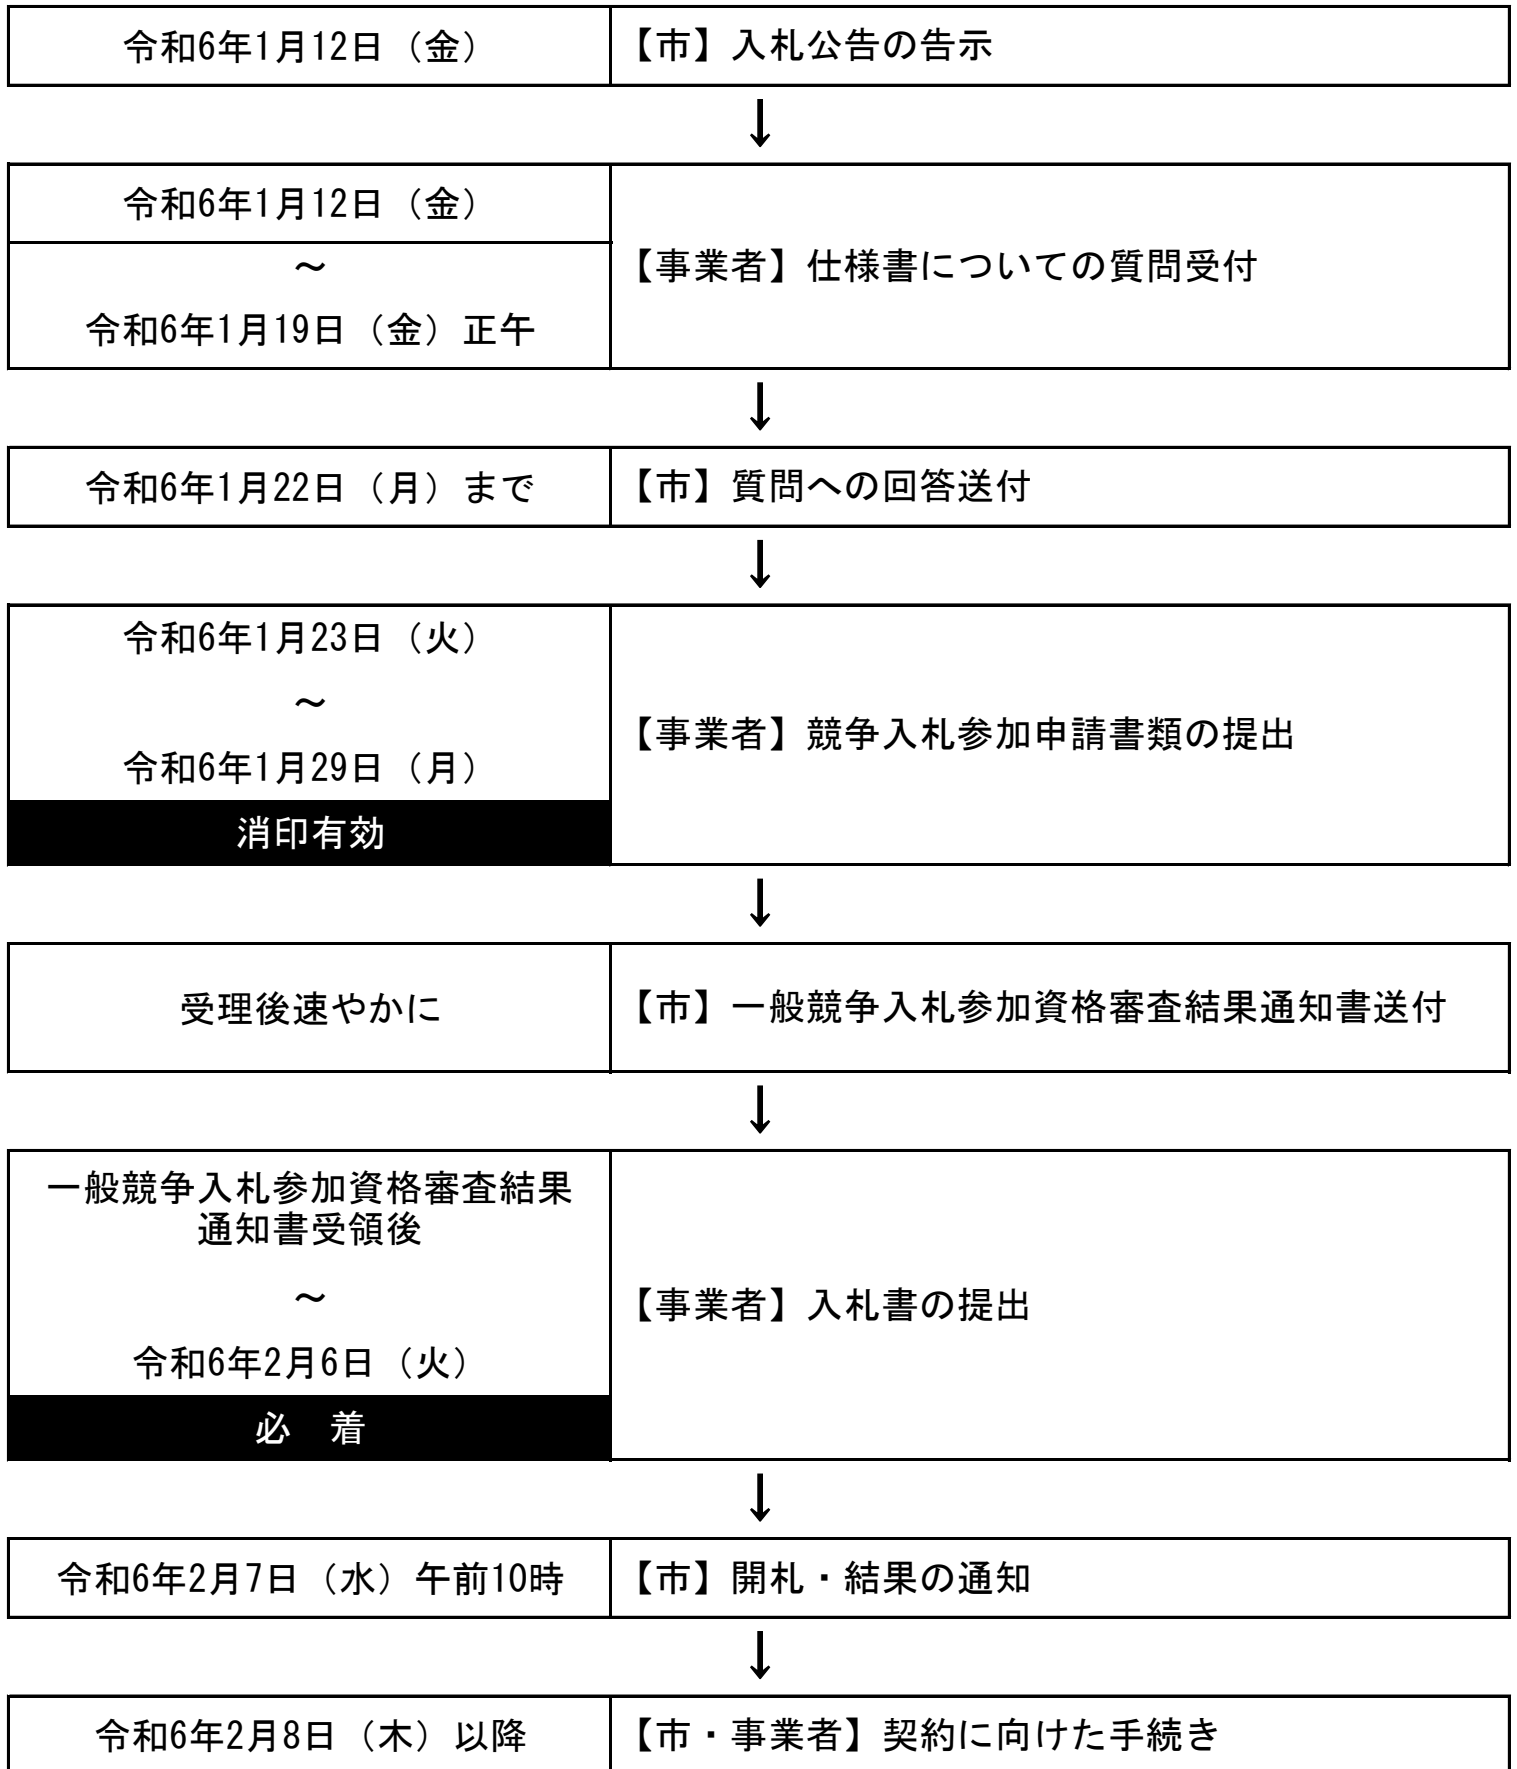 令和6年1月12日（金）
【市】入札公告の告示
↓
令和6年1月12日（金）
～
令和6年1月19日（金）正午
【事業者】仕様書についての質問受付
↓
令和6年1月22日（月）まで
【市】質問への回答送付
↓
令和6年1月23日（火）
～
令和6年1月29日（月）
消印有効
【事業者】競争入札参加申請書類の提出
↓
受理後速やかに
【市】一般競争入札参加資格審査結果通知書送付
↓
一般競争入札参加資格審査結果
通知書受領後
～
令和6年2月6日（火）
必　着
【事業者】入札書の提出
↓
令和6年2月7日（水）午前10時
【市】開札・結果の通知
↓
令和6年2月8日（木）以降
【市・事業者】契約に向けた手続き